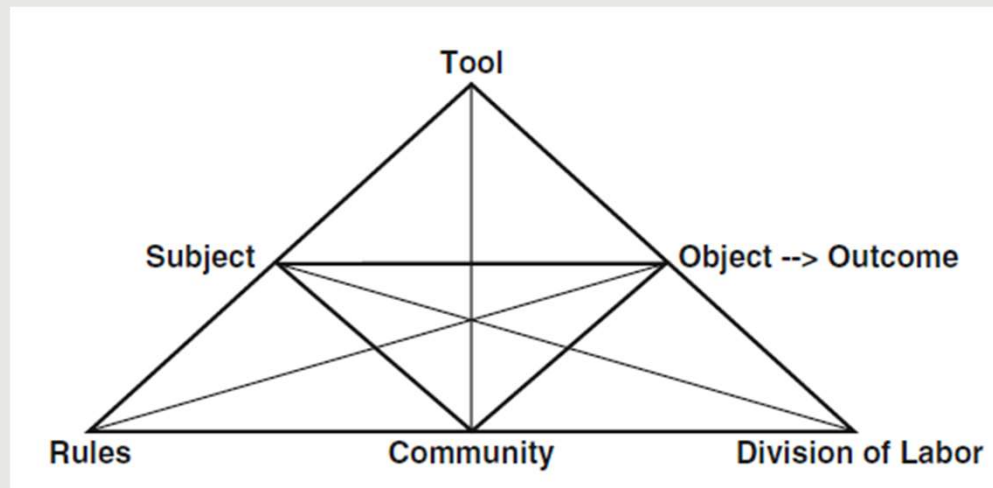 Tool
Subject
Object --> Outcome
Rules
Community
Division of Labor